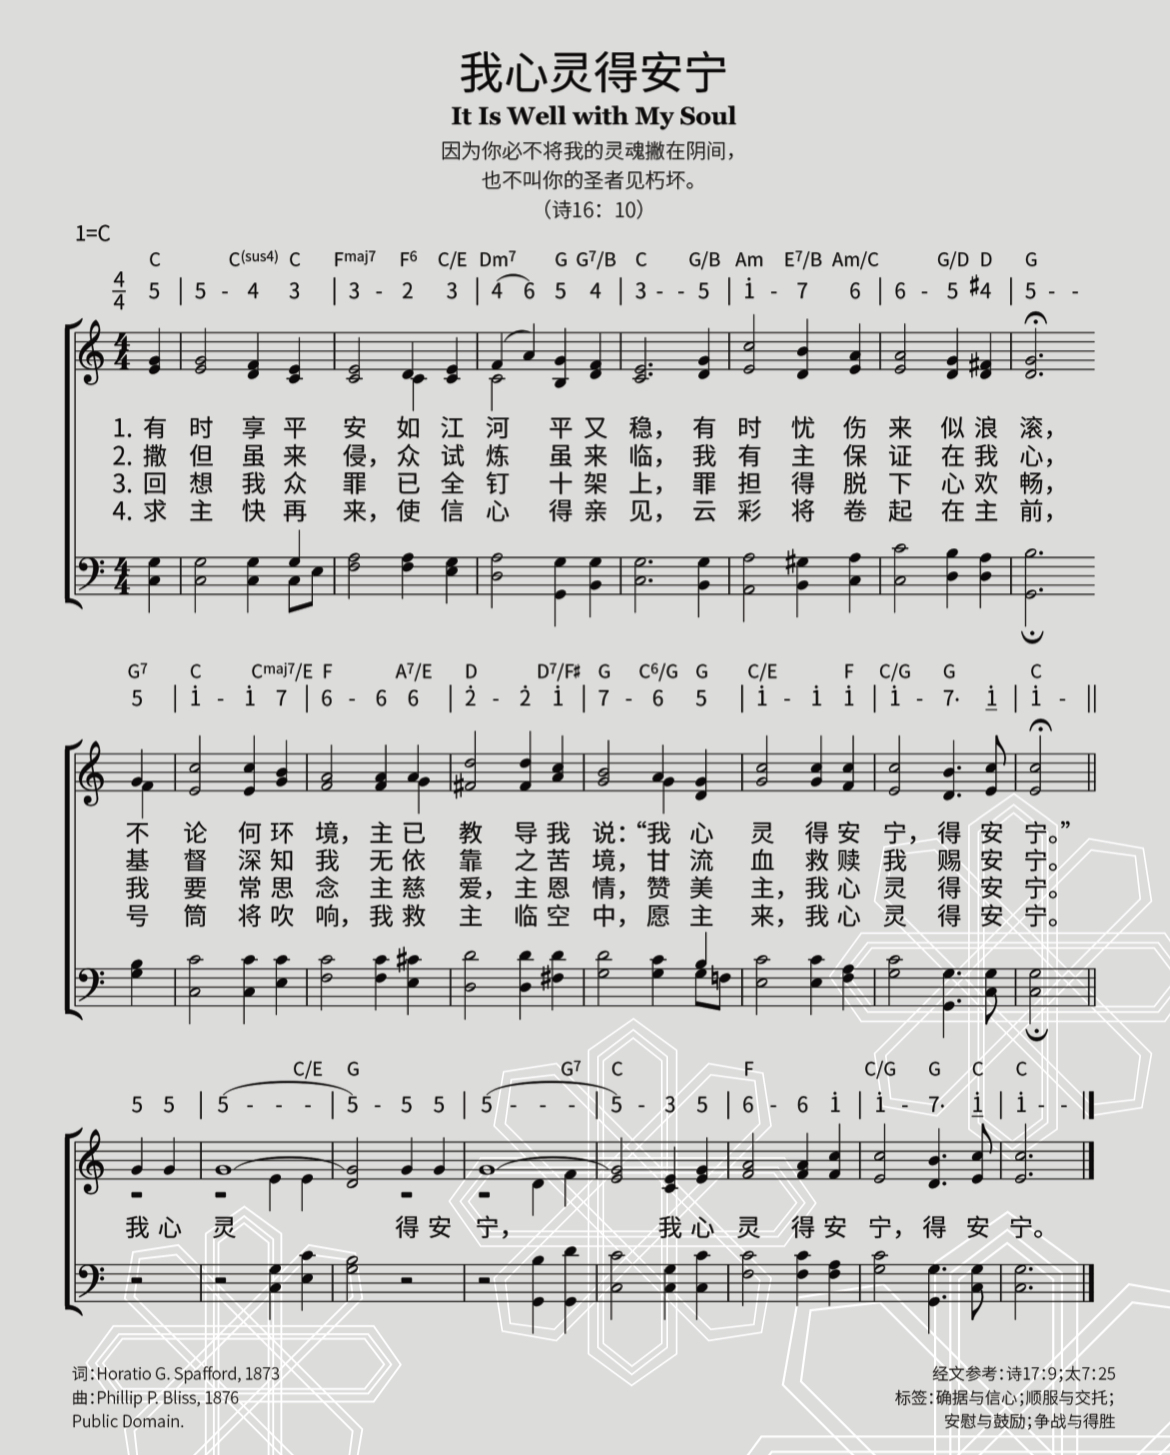 我心灵得安宁
It Is Well with My Soul
因为你必不将我的灵魂撇在阴间，
也不叫你的圣者见朽坏。
（诗16：10）
1=C
C C(sus4) C Fmaj7 F6 C/E Dm7 G G7/B C G/B Am E7/B Am/C G/D D G
4/4 5 | 5 - 4 3 | 3 - 2 3 | 4 6 5 4 | 3 - - 5 | i - 7 6 | 6 - 5 ♯4 | 5 - -
1. 有 时 享 平 安 如 江 河 平 又 稳， 有 时 忧 伤 来 似 浪 滚，
2. 撒 但 虽 来 侵， 众 试 炼 虽 来 临， 我 有 主 保 证 在 我 心，
3. 回 想 我 众 罪 已 全 钉 十 架 上， 罪 担 得 脱 下 心 欢 畅，
4. 求 主 快 再 来， 使 信 心 得 亲 见， 云 彩 将 卷 起 在 主 前，
G7 C Cmaj7/E F A7/E D D7/F♯ G C6/G G C/E F C/G G C
5 | i - i 7 | 6 - 6 6 | 2̇ - 2̇ i | 7 - 6 5 | i - i i | i - 7· i | i - ||
不 论 何 环 境， 主 已 教 导 我 说：“我 心 灵 得 安 宁， 得 安 宁。”
基 督 深 知 我 无 依 靠 之 苦 境， 甘 流 血 救 赎 我 赐 安 宁。
我 要 常 思 念 主 慈 爱， 主 恩 情， 赞 美 主， 我 心 灵 得 安 宁。
号 筒 将 吹 响， 我 救 主 临 空 中， 愿 主 来， 我 心 灵 得 安 宁。
C/E G G7 C F C/G G C C
5 5 | 5 - - - | 5 - 5 5 | 5 - - - | 5 - 3 5 | 6 - 6 i | i - 7· i | i - - ||
我 心 灵 得 安 宁， 我 心 灵 得 安 宁， 得 安 宁。
词：Horatio G. Spafford, 1873
曲：Phillip P. Bliss, 1876
Public Domain.
经文参考：诗17：9；太7：25
标签：确据与信心；顺服与交托；
安慰与鼓励；争战与得胜